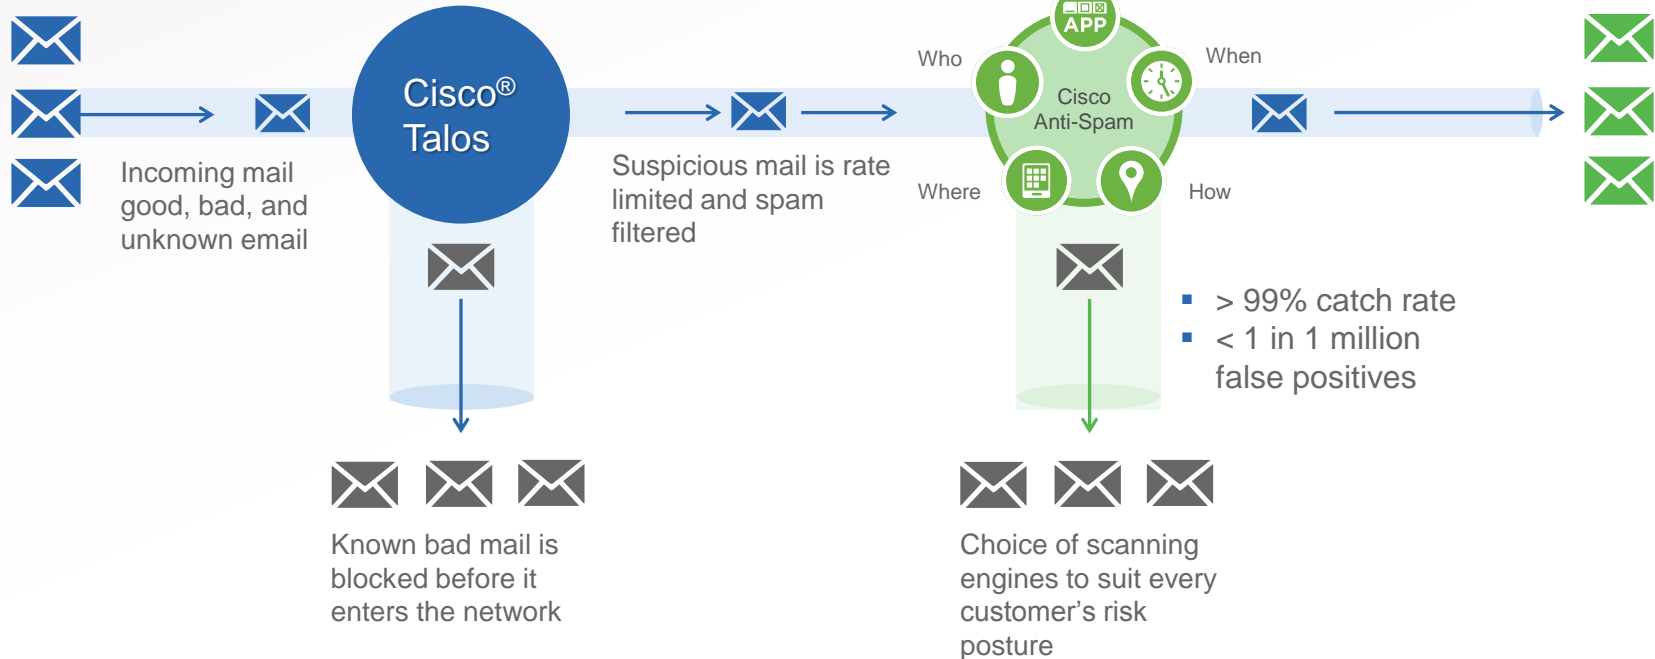 Cisco®
Talos
Incoming mail
good, bad, and
unknown email
Suspicious mail is rate
limited and spam
filtered
APP
Who
When
Cisco
Anti-Spam
Where
How
> 99% catch rate
< 1 in 1 million
false positives
Known bad mail is
blocked before it
enters the network
Choice of scanning
engines to suit every
customer’s risk
posture